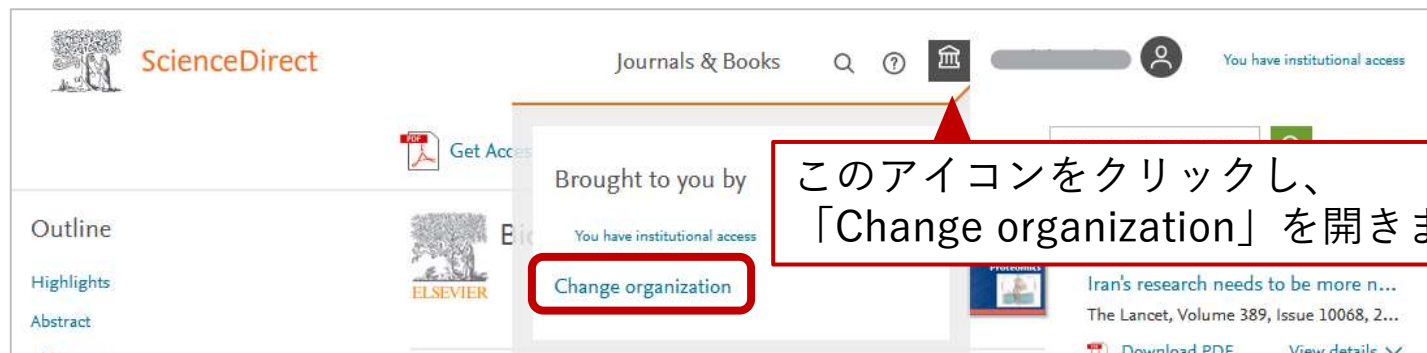 ScienceDirect
Journals & Books
?
You have institutional access
PDF
Get Acce
Brought to you by
You have institutional access
Change organization
このアイコンをクリックし、
「Change organization」を開きま
Outline
Highlights
Abstract
ELSEVIER
Bi
Proteomics
Iran's research needs to be more n...
The Lancet, Volume 389, Issue 10068, 2...
Download PDF
View details